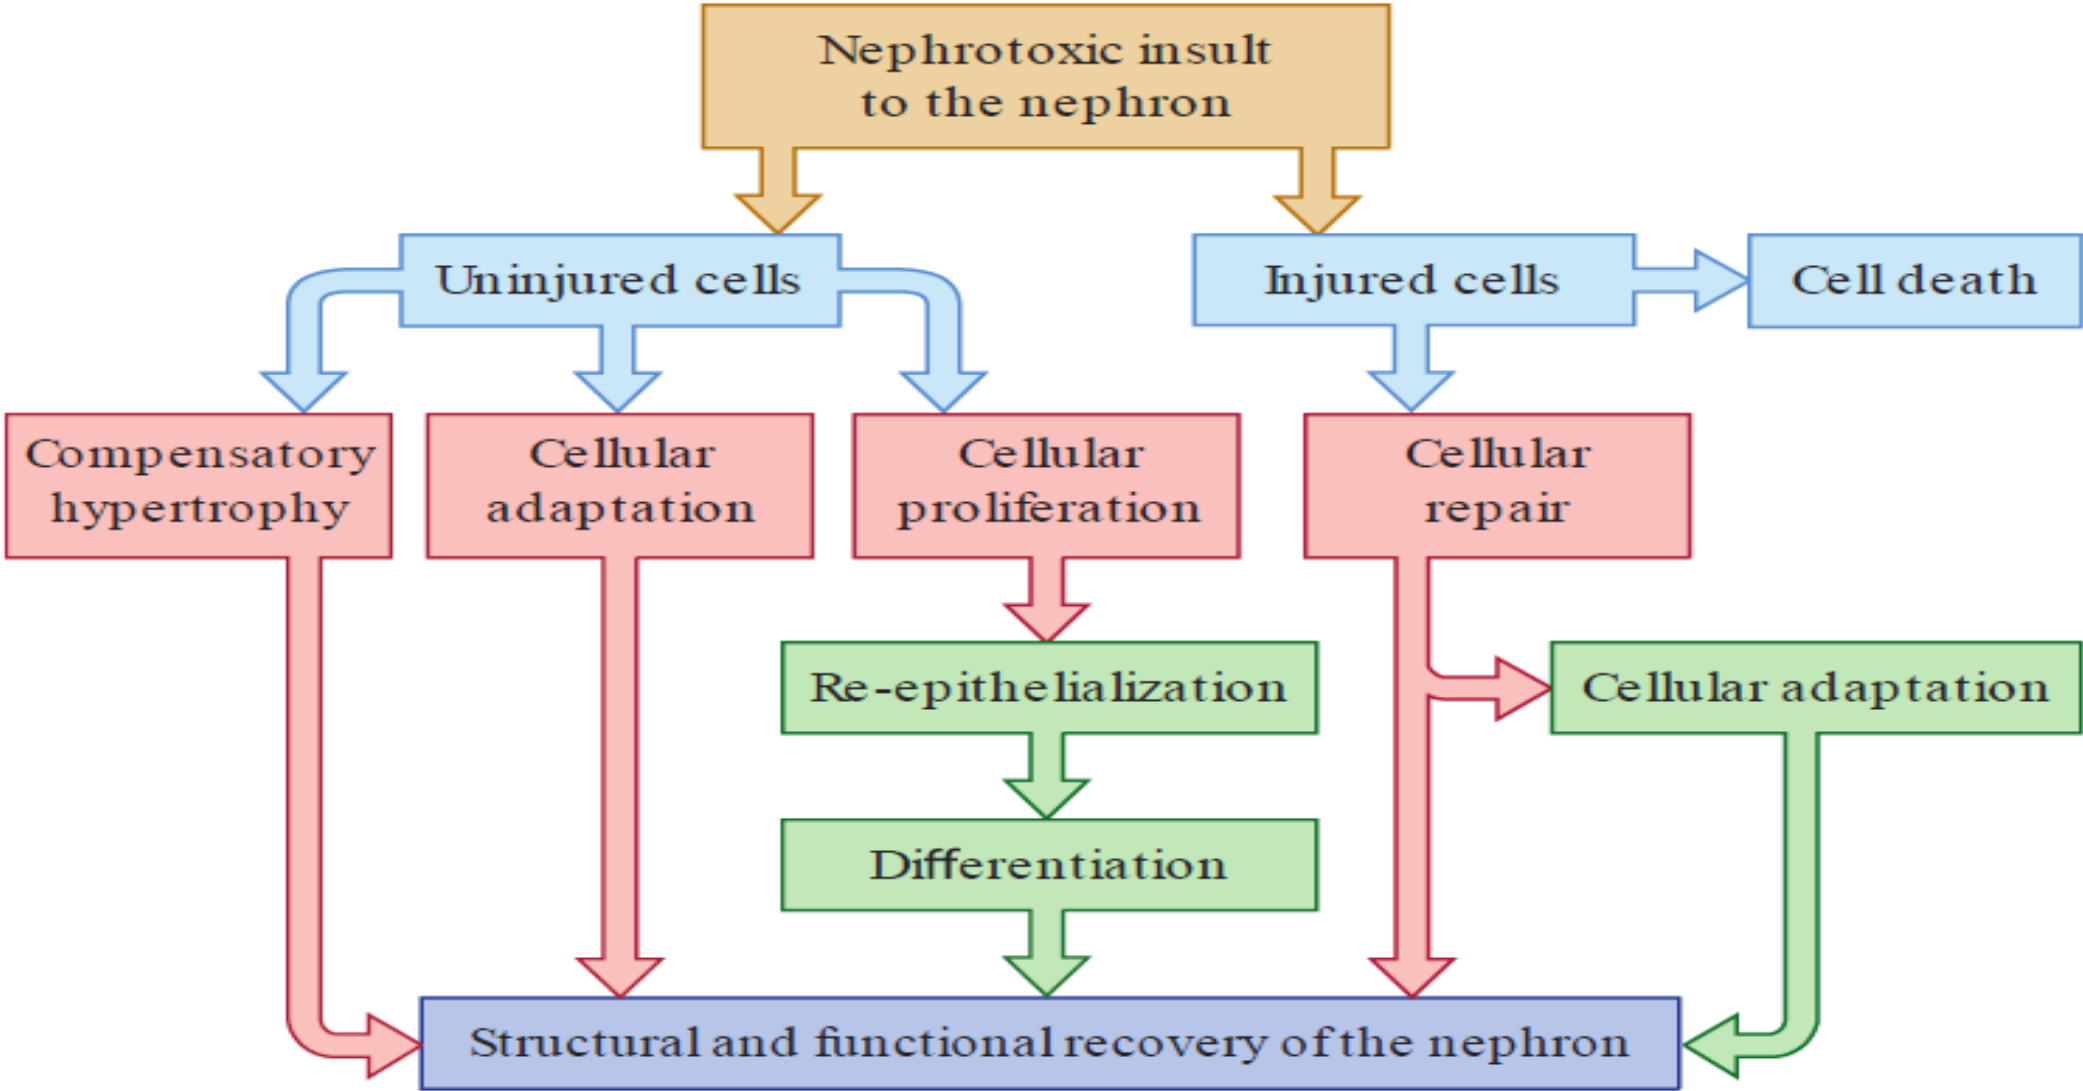 Nephrotoxic insult
to the nephron
Uninjured cells
Injured cells
Cell death
Compensatory
hypertrophy
Cellular
adaptation
Cellular
proliferation
Cellular
repair
Re-epithelialization
Cellular adaptation
Differentiation
Structural and functional recovery of the nephron